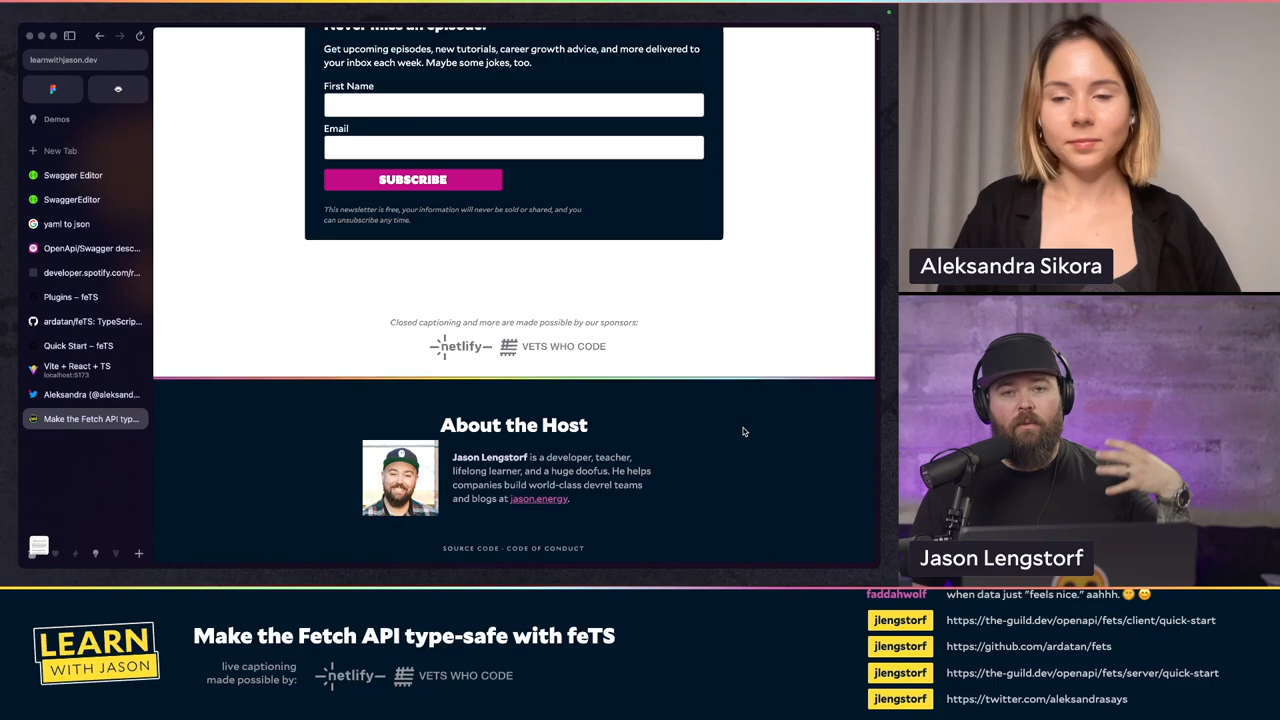 learnwithjason.dev
Demos
New Tab
Swagger Editor
SwaggerEditor
yaml to json
OpenApi/Swagger desc...
developer.spotify.com/r...
Plugins – feTS
ardatan/feTS: TypeScrip...
Quick Start – feTS
Vite + React + TS
localhost:5173
Aleksandra (@aleksand...
Make the Fetch API typ...
Never miss an episode!
Get upcoming episodes, new tutorials, career growth advice, and more delivered to
your inbox each week. Maybe some jokes, too.
First Name
Email
SUBSCRIBE
This newsletter is free, your information will never be sold or shared, and you
can unsubscribe any time.
Closed captioning and more are made possible by our sponsors:
netlify VETS WHO CODE
About the Host
Jason Lengstorf is a developer, teacher,
lifelong learner, and a huge doofus. He helps
companies build world-class devrel teams
and blogs at jason.energy.
SOURCE CODE · CODE OF CONDUCT
Aleksandra Sikora
Jason Lengstorf
LEARN
WITH JASON
Make the Fetch API type-safe with feTS
live captioning
made possible by:
netlify VETS WHO CODE
faddahwolf when data just "feels nice." aahhh. 🤭 😊
jlengstorf https://the-guild.dev/openapi/fets/client/quick-start
jlengstorf https://github.com/ardatan/fets
jlengstorf https://the-guild.dev/openapi/fets/server/quick-start
jlengstorf https://twitter.com/aleksandrasays